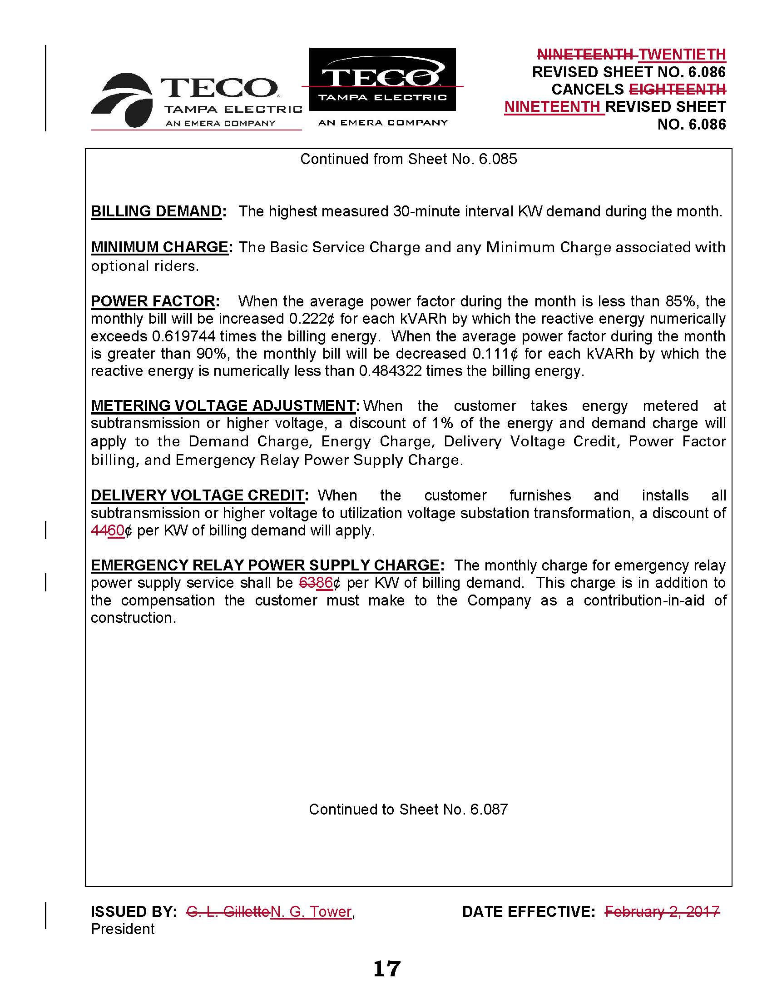 TECO®
TAMPA ELECTRIC
AN EMERA COMPANY
TECO®
TAMPA ELECTRIC
AN EMERA COMPANY
NINETEENTH TWENTIETH
REVISED SHEET NO. 6.086
CANCELS EIGHTEENTH
NINETEENTH REVISED SHEET
NO. 6.086
Continued from Sheet No. 6.085
BILLING DEMAND: The highest measured 30-minute interval KW demand during the month.
MINIMUM CHARGE: The Basic Service Charge and any Minimum Charge associated with
optional riders.
POWER FACTOR: When the average power factor during the month is less than 85%, the
monthly bill will be increased 0.222¢ for each kVARh by which the reactive energy numerically
exceeds 0.619744 times the billing energy. When the average power factor during the month
is greater than 90%, the monthly bill will be decreased 0.111¢ for each kVARh by which the
reactive energy is numerically less than 0.484322 times the billing energy.
METERING VOLTAGE ADJUSTMENT: When the customer takes energy metered at
subtransmission or higher voltage, a discount of 1% of the energy and demand charge will
apply to the Demand Charge, Energy Charge, Delivery Voltage Credit, Power Factor
billing, and Emergency Relay Power Supply Charge.
DELIVERY VOLTAGE CREDIT: When the customer furnishes and installs all
subtransmission or higher voltage to utilization voltage substation transformation, a discount of
4460¢ per KW of billing demand will apply.
EMERGENCY RELAY POWER SUPPLY CHARGE: The monthly charge for emergency relay
power supply service shall be 6386¢ per KW of billing demand. This charge is in addition to
the compensation the customer must make to the Company as a contribution-in-aid of
construction.
Continued to Sheet No. 6.087
ISSUED BY: G. L. GilletteN. G. Tower,
President
DATE EFFECTIVE: February 2, 2017
17